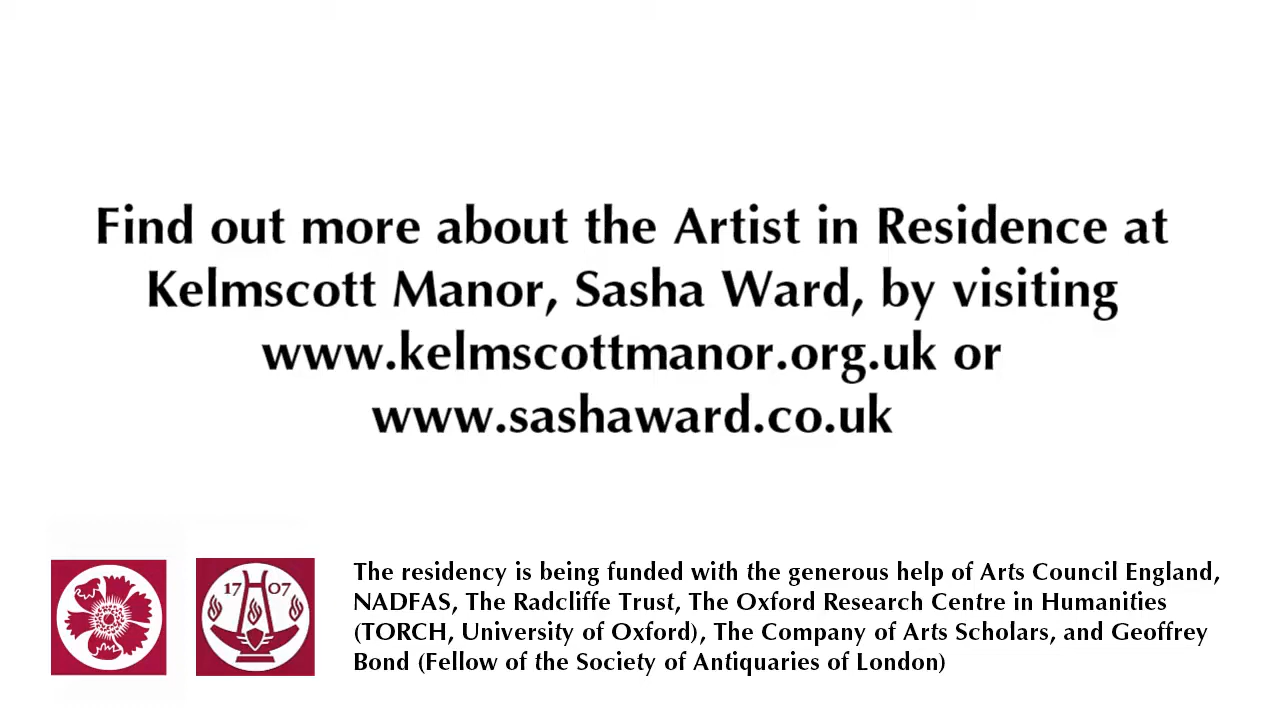 Find out more about the Artist in Residence at
Kelmscott Manor, Sasha Ward, by visiting
www.kelmscottmanor.org.uk or
www.sashaward.co.uk
1707
The residency is being funded with the generous help of Arts Council England,
NADFAS, The Radcliffe Trust, The Oxford Research Centre in Humanities
(TORCH, University of Oxford), The Company of Arts Scholars, and Geoffrey
Bond (Fellow of the Society of Antiquaries of London)